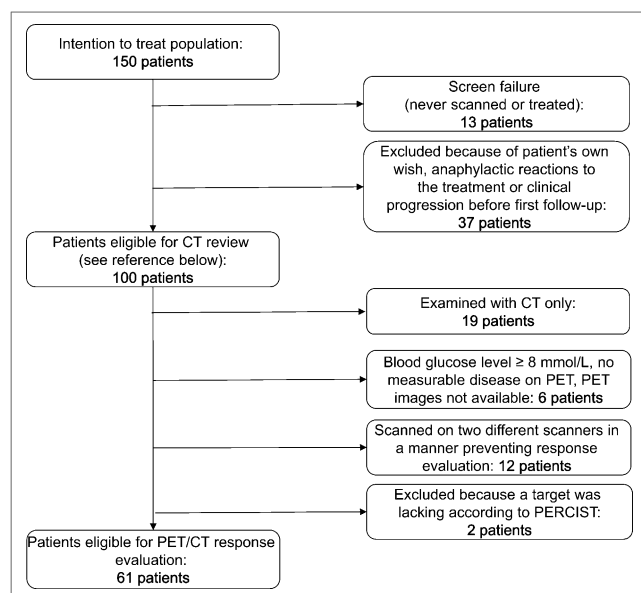 Intention to treat population:
150 patients
Screen failure
(never scanned or treated):
13 patients
Excluded because of patient's own
wish, anaphylactic reactions to
the treatment or clinical
progression before first follow-up:
37 patients
Patients eligible for CT review
(see reference below):
100 patients
Examined with CT only:
19 patients
Blood glucose level ≥ 8 mmol/L, no
measurable disease on PET, PET
images not available: 6 patients
Scanned on two different scanners in
a manner preventing response
evaluation: 12 patients
Excluded because a target was
lacking according to PERCIST:
2 patients
Patients eligible for PET/CT response
evaluation:
61 patients